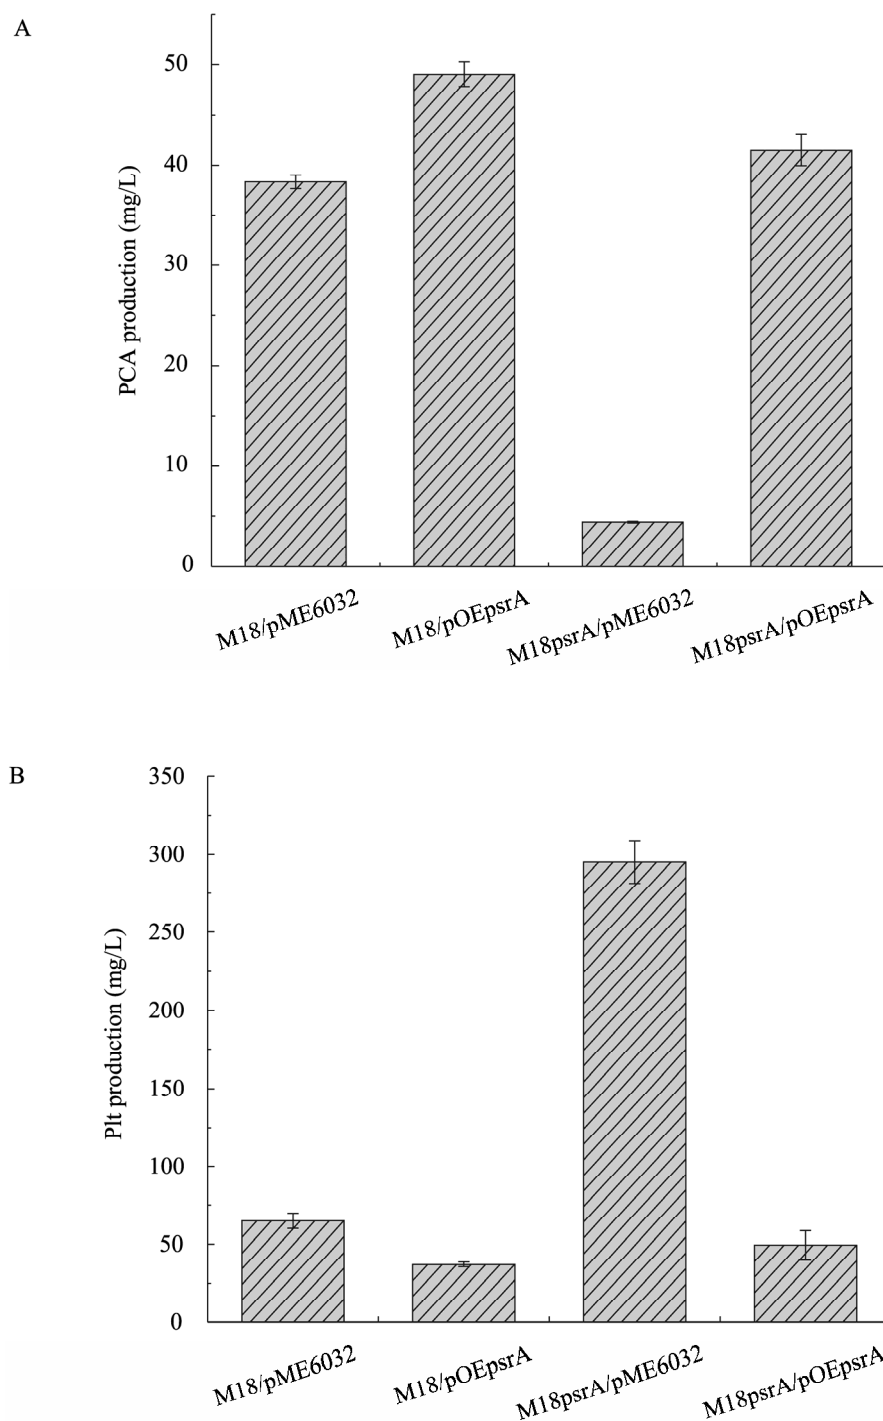 A
PCA production (mg/L)
50
40
30
20
10
0
M18/pME6032
M18/pOEpsrA
M18psrA/pME6032
M18psrA/pOEpsrA
B
Plt production (mg/L)
350
300
250
200
150
100
50
0
M18/pME6032
M18/pOEpsrA
M18psrA/pME6032
M18psrA/pOEpsrA